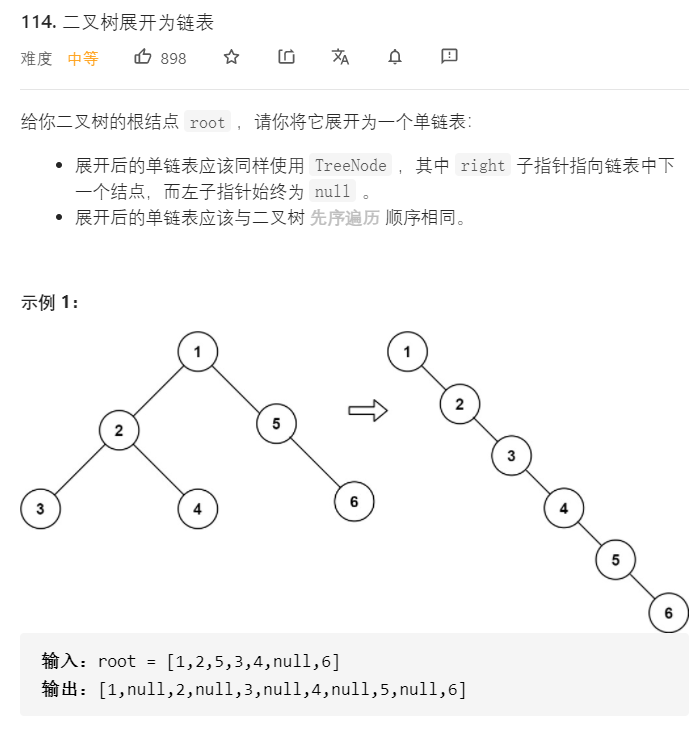 114. 二叉树展开为链表
难度 中等 898
给你二叉树的根结点 root ，请你将它展开为一个单链表：
展开后的单链表应该同样使用 TreeNode ，其中 right 子指针指向链表中下
一个结点，而左子指针始终为 null 。
展开后的单链表应该与二叉树 先序遍历 顺序相同。
示例 1：
1
1
2
5
2
3
3
4
6
4
5
6
输入：root = [1,2,5,3,4,null,6]
输出：[1,null,2,null,3,null,4,null,5,null,6]